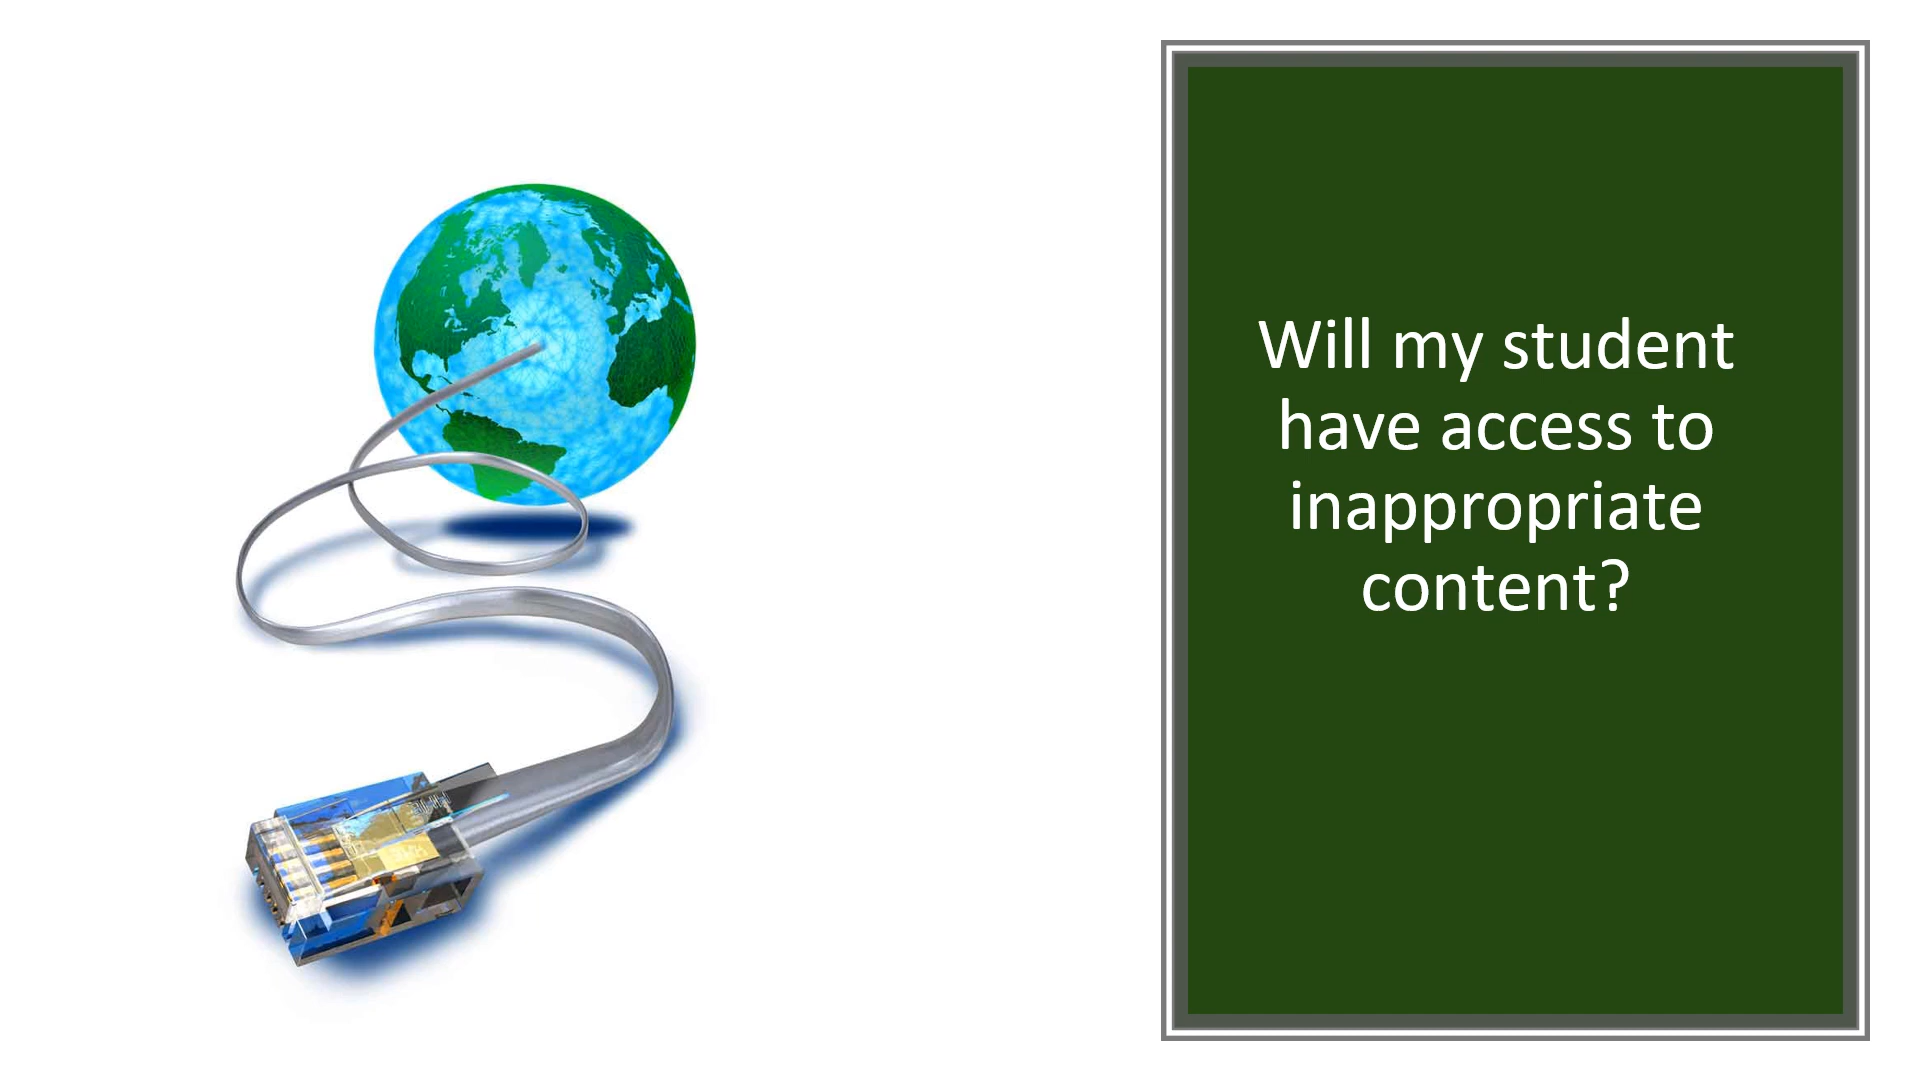 Will my student
have access to
inappropriate
content?